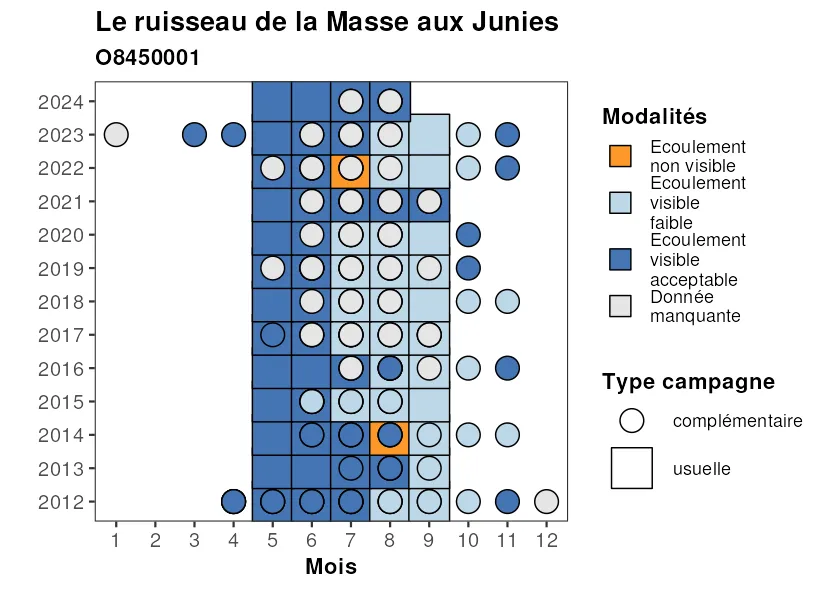 Le ruisseau de la Masse aux Junies
O8450001
2024
2023
2022
2021
2020
2019
2018
2017
2016
2015
2014
2013
2012
1 2 3 4 5 6 7 8 9 10 11 12
Mois
Modalités
Ecoulement
non visible
Ecoulement
visible
faible
Ecoulement
visible
acceptable
Donnée
manquante
Type campagne
complémentaire
usuelle